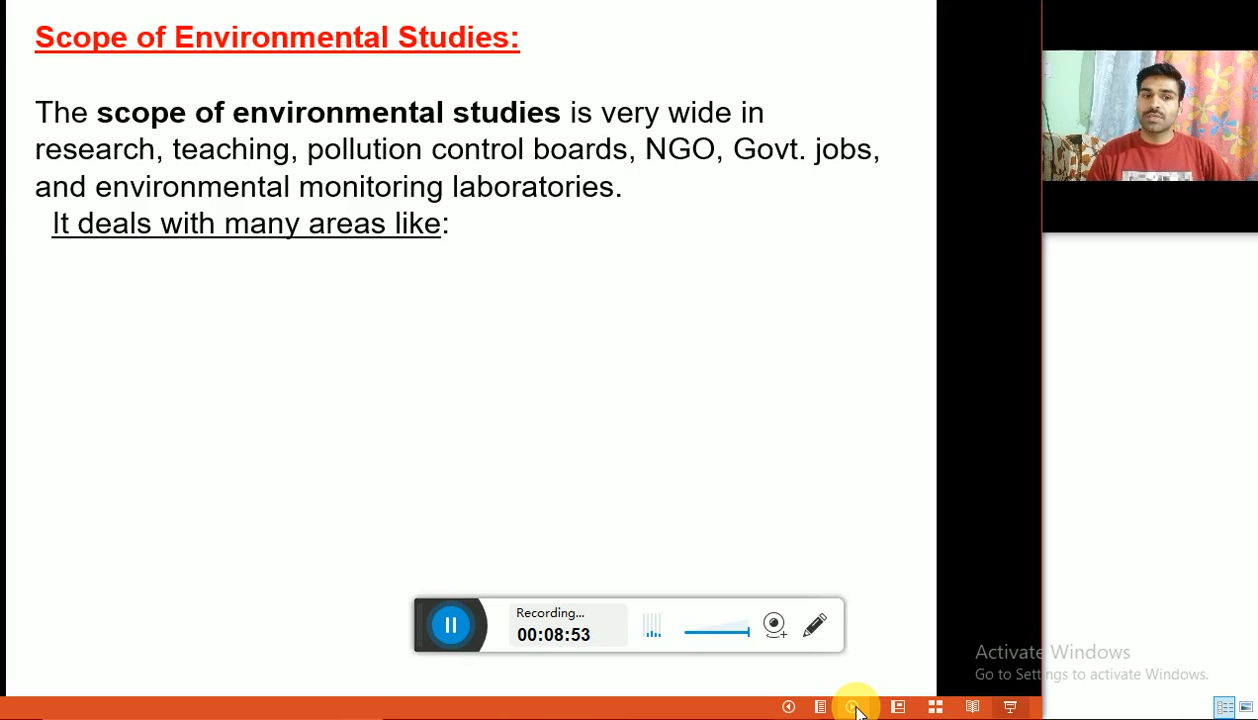 Scope of Environmental Studies:
The scope of environmental studies is very wide in
research, teaching, pollution control boards, NGO, Govt. jobs,
and environmental monitoring laboratories.
It deals with many areas like:
Recording...
00:08:53
Activate Windows
Go to Settings to activate Windows.